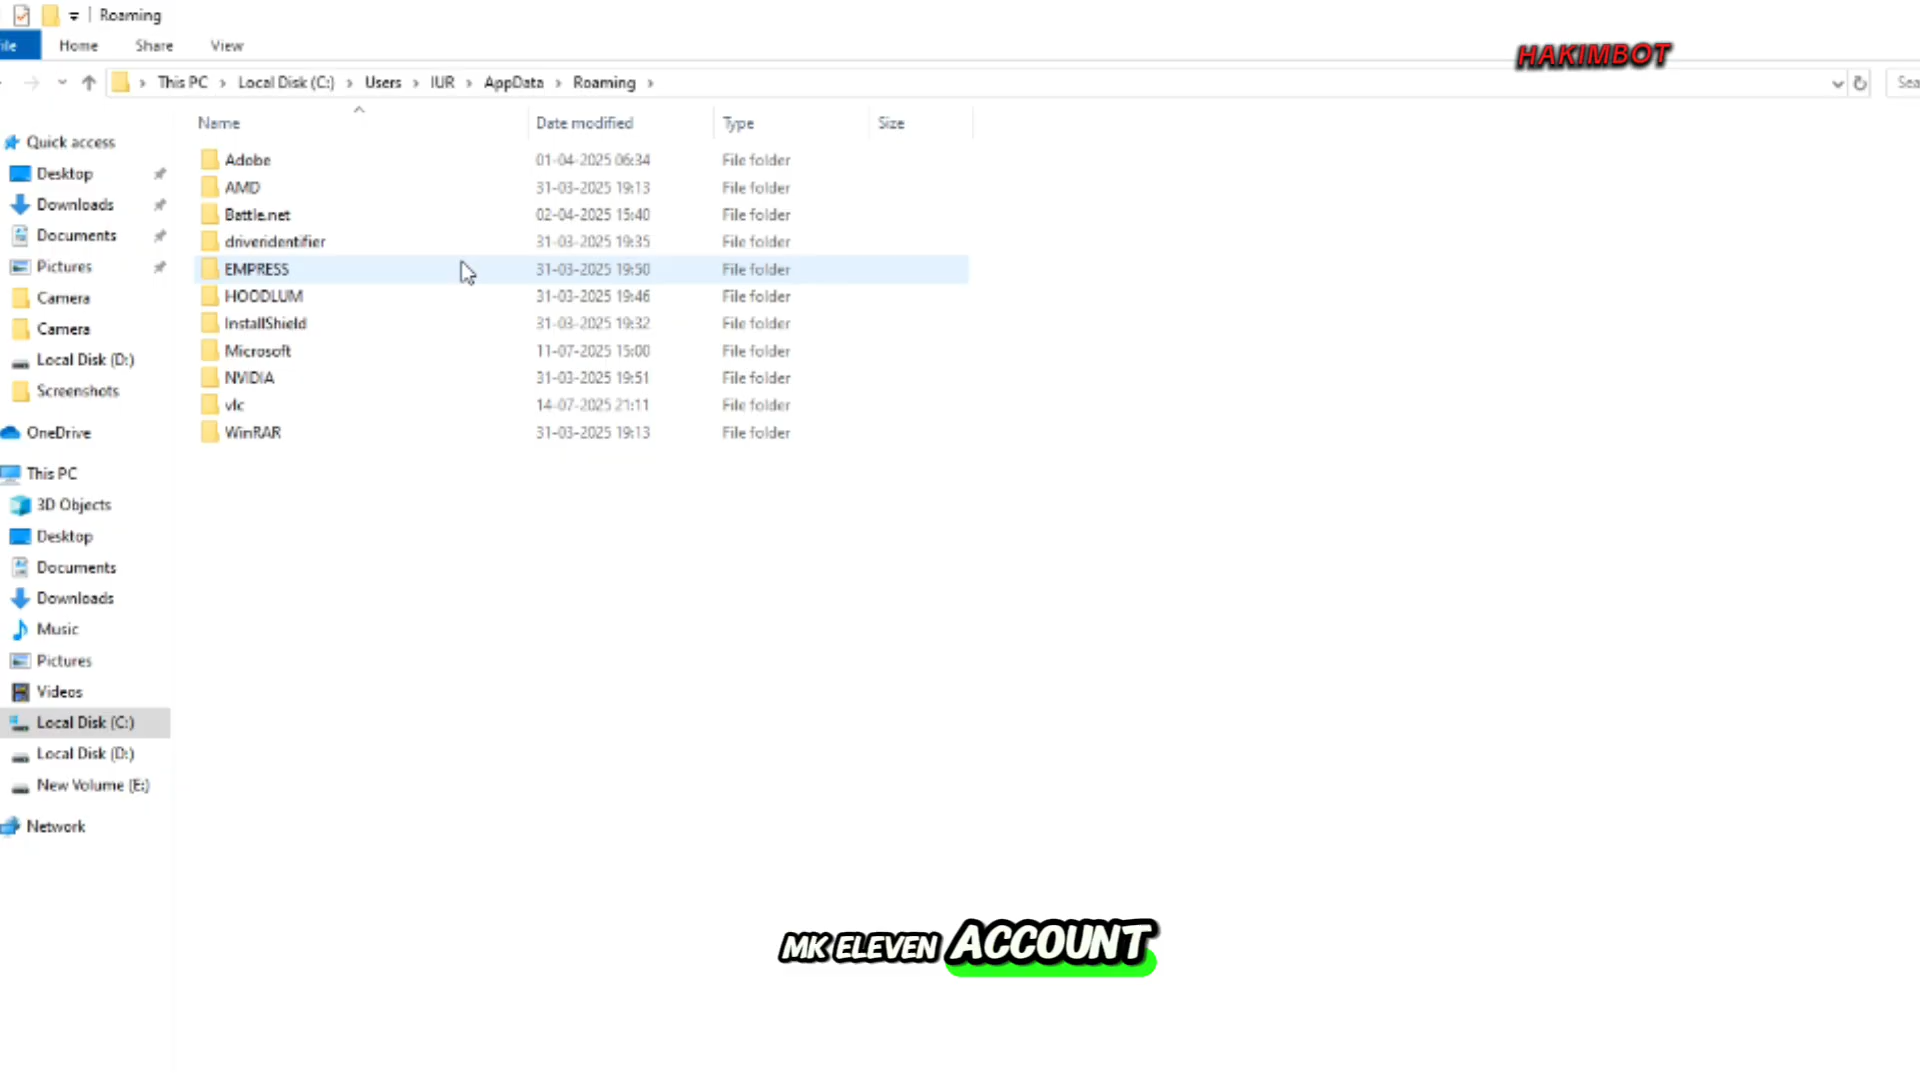 Roaming
ile Home Share View
HAKIMBOT
This PC Local Disk (C:) Users IUR AppData Roaming
Sea
Name Date modified Type Size
Adobe 01-04-2025 06:34 File folder
AMD 31-03-2025 19:13 File folder
Battle.net 02-04-2025 15:40 File folder
driveridentifier 31-03-2025 19:35 File folder
EMPRESS 31-03-2025 19:50 File folder
HOODLUM 31-03-2025 19:46 File folder
InstallShield 31-03-2025 19:32 File folder
Microsoft 11-07-2025 15:00 File folder
NVIDIA 31-03-2025 19:51 File folder
vlc 14-07-2025 21:11 File folder
WinRAR 31-03-2025 19:13 File folder
Quick access
Desktop
Downloads
Documents
Pictures
Camera
Camera
Local Disk (D:)
Screenshots
OneDrive
This PC
3D Objects
Desktop
Documents
Downloads
Music
Pictures
Videos
Local Disk (C:)
Local Disk (D:)
New Volume (E:)
Network
MK ELEVEN ACCOUNT